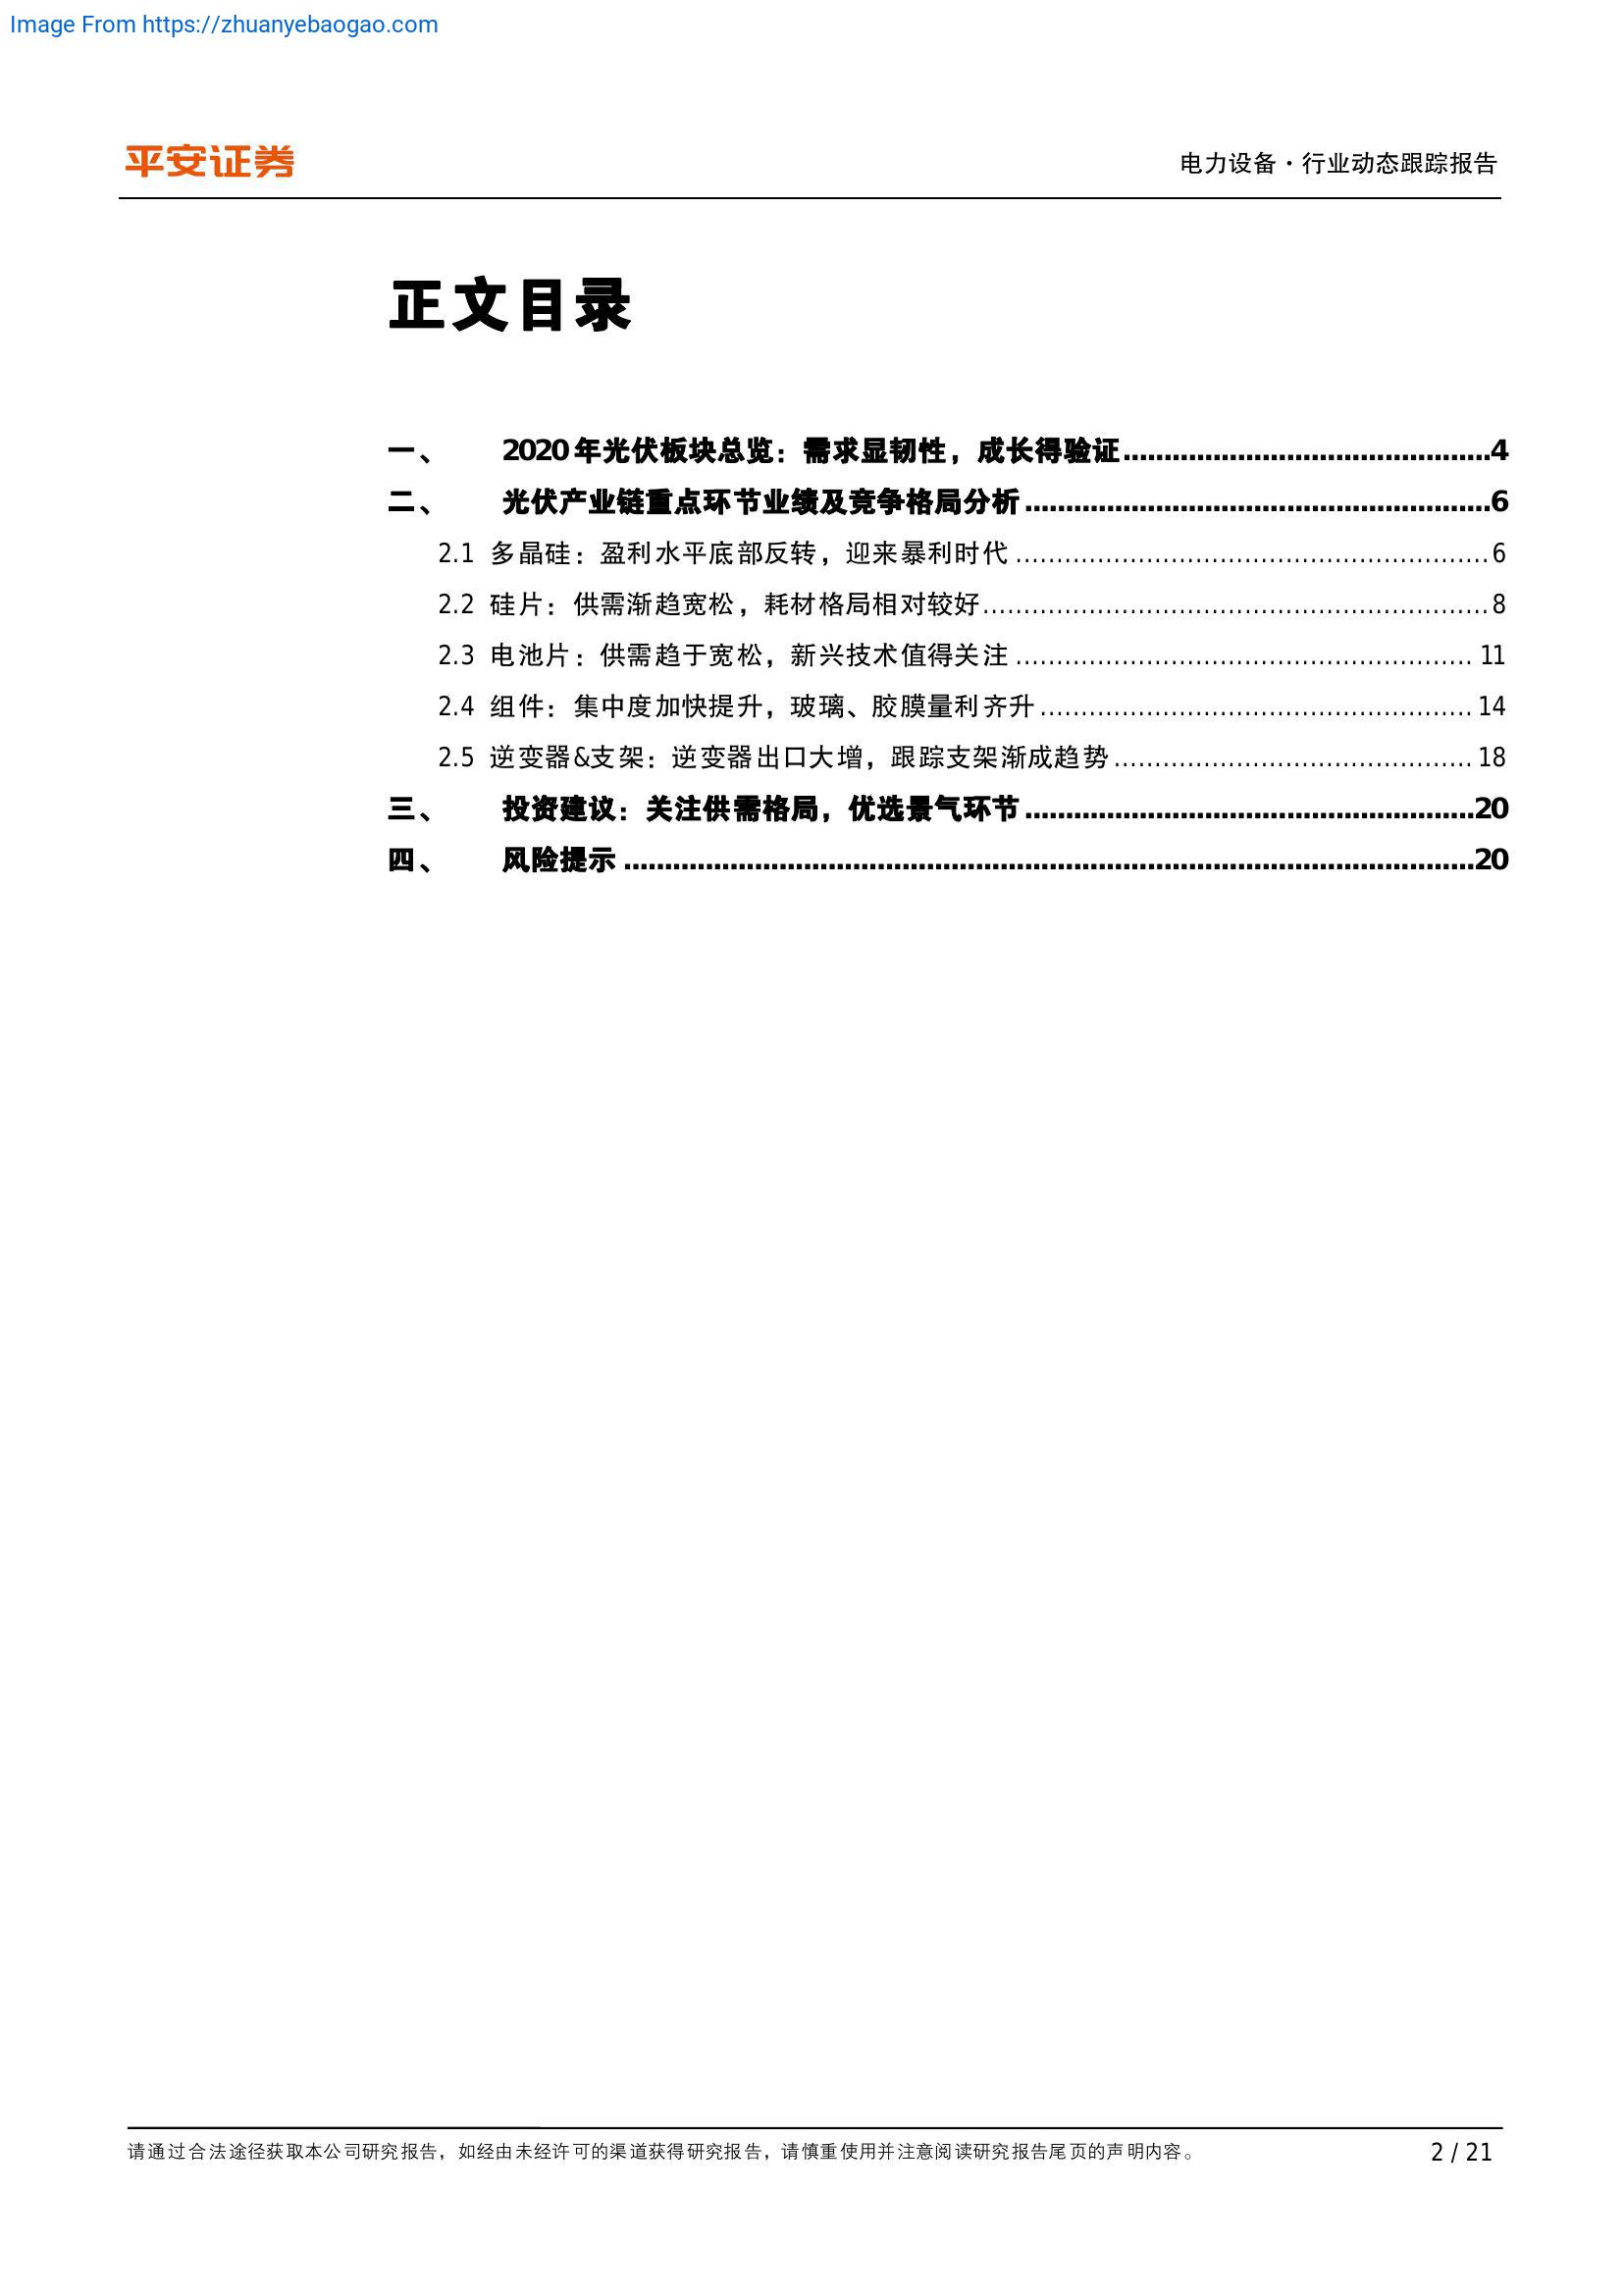 Image From https://zhuanyebaogao.com
平安证券
电力设备·行业动态跟踪报告
正文目录
一、 2020年光伏板块总览：需求显韧性，成长得验证............................................4
二、 光伏产业链重点环节业绩及竞争格局分析........................................................6
2.1 多晶硅：盈利水平底部反转，迎来暴利时代..........................................................6
2.2 硅片：供需渐趋宽松，耗材格局相对较好..............................................................8
2.3 电池片：供需趋于宽松，新兴技术值得关注........................................................11
2.4 组件：集中度加快提升，玻璃、胶膜量利齐升.....................................................14
2.5 逆变器&支架：逆变器出口大增，跟踪支架渐成趋势............................................18
三、 投资建议：关注供需格局，优选景气环节......................................................20
四、 风险提示........................................................................................................20
请通过合法途径获取本公司研究报告，如经由未经许可的渠道获得研究报告，请慎重使用并注意阅读研究报告尾页的声明内容。
2 / 21